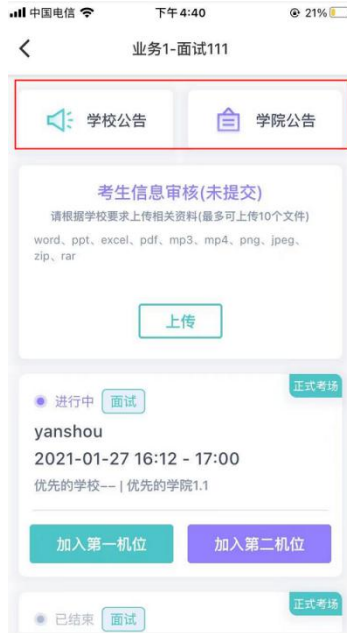 中国电信 下午4:40 21%
业务1-面试111
学校公告 学院公告
考生信息审核(未提交)
请根据学校要求上传相关资料(最多可上传10个文件)
word、ppt、excel、pdf、mp3、mp4、png、jpeg、
zip、rar
上传
正式考场
进行中 面试
yanshou
2021-01-27 16:12 - 17:00
优先的学校-- | 优先的学院1.1
加入第一机位 加入第二机位
正式考场
已结束 面试